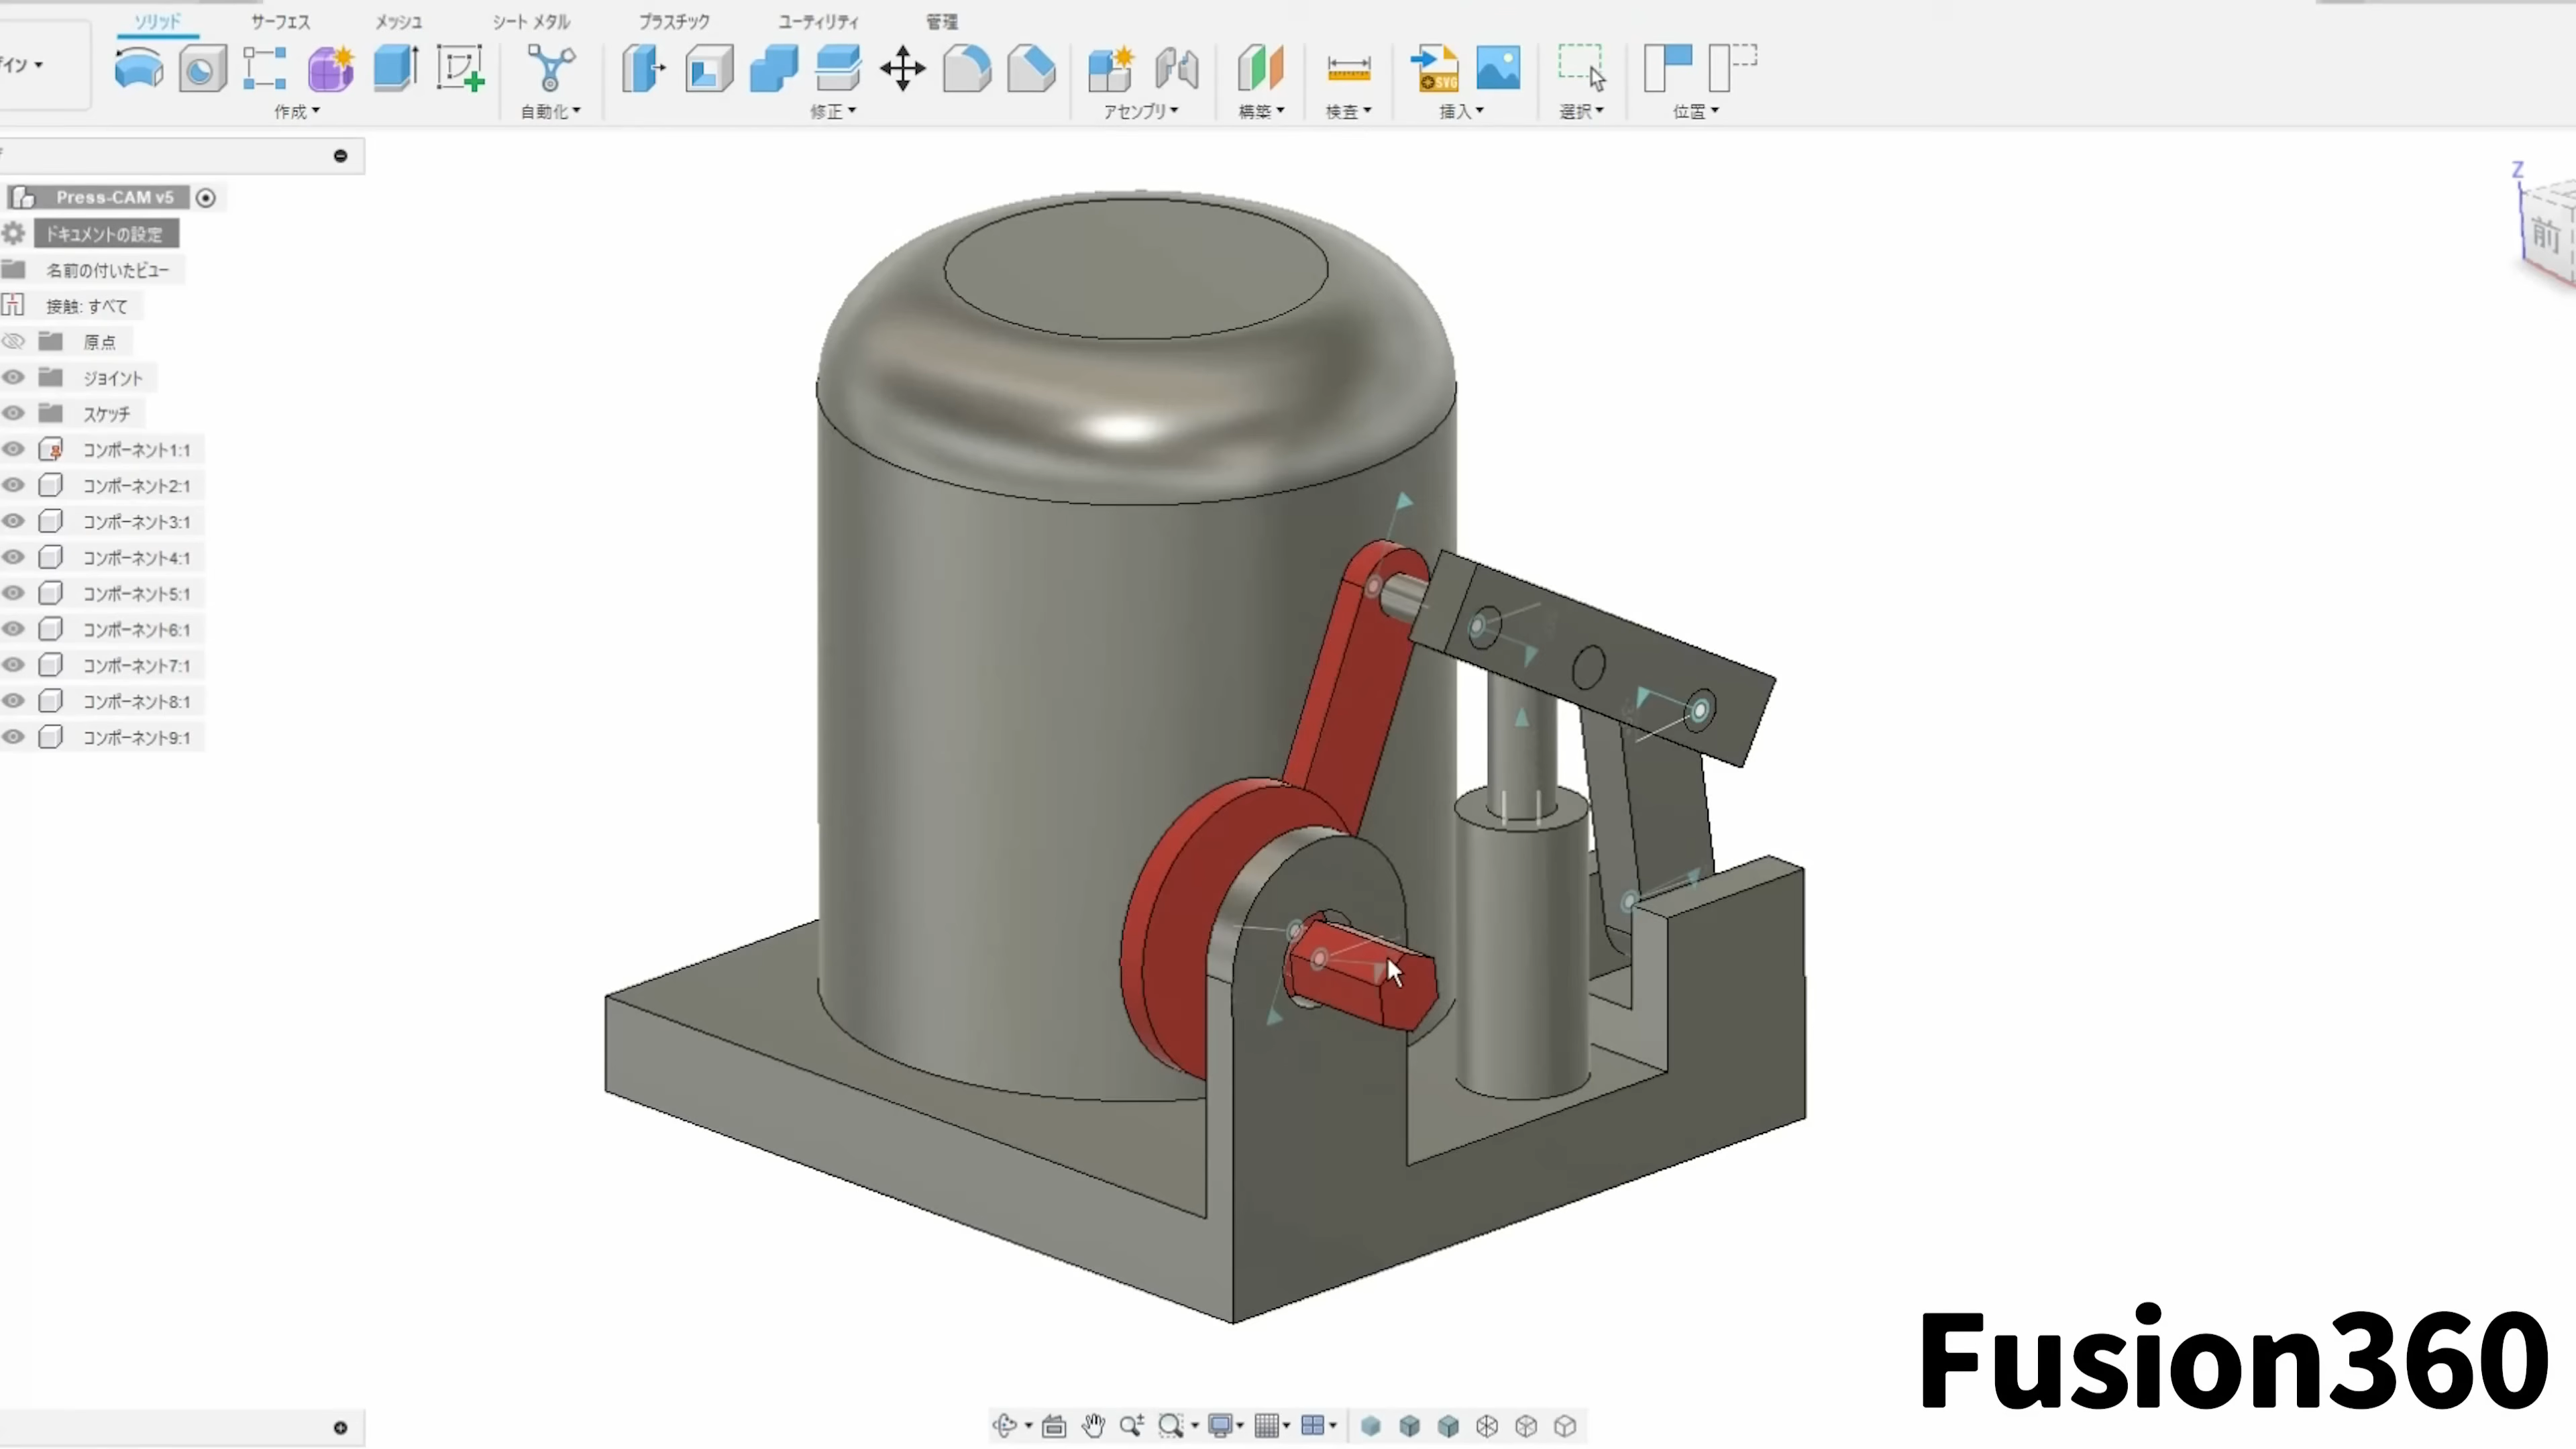 ソリッド サーフェス メッシュ シート メタル プラスチック ユーティリティ 管理
イン
作成 自動化 修正 アセンブリ 構築 検査 挿入 選択 位置
SVG
Press-CAM v5
ドキュメントの設定
名前の付いたビュー
接触: すべて
原点
ジョイント
スケッチ
コンポーネント1:1
コンポーネント2:1
コンポーネント3:1
コンポーネント4:1
コンポーネント5:1
コンポーネント6:1
コンポーネント7:1
コンポーネント8:1
コンポーネント9:1
Z
前
Fusion360